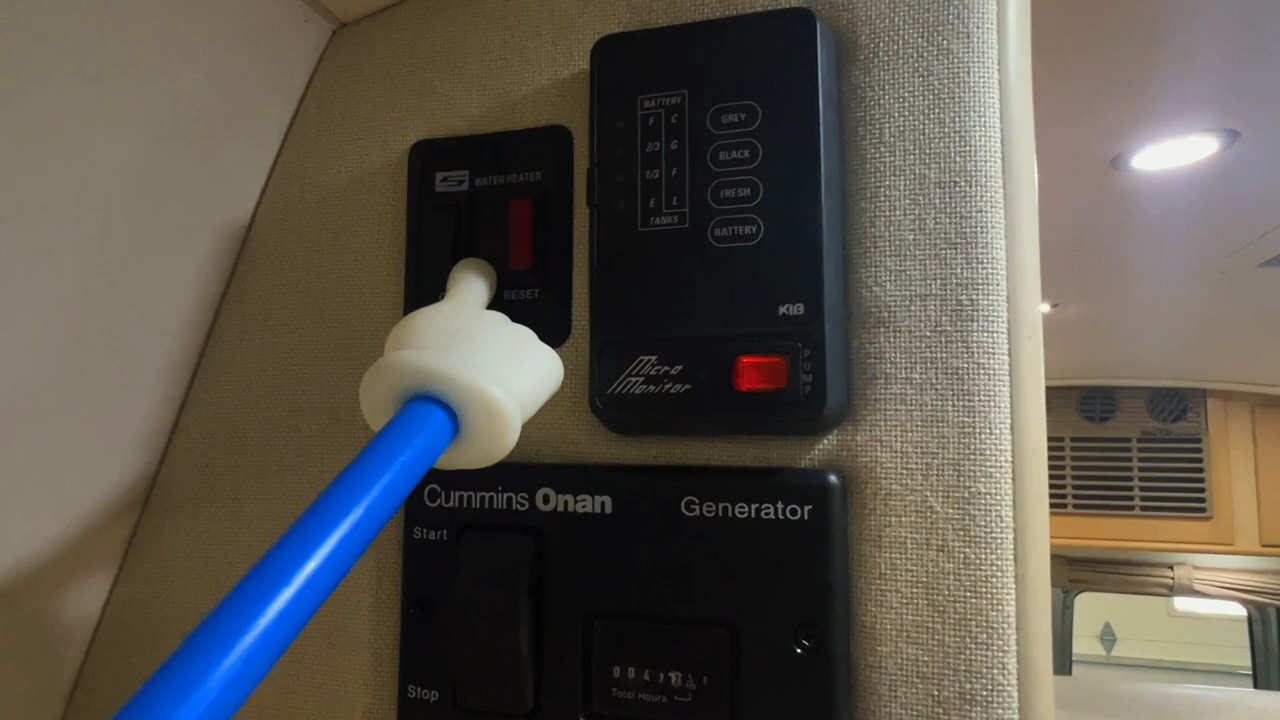 WATER HEATER
RESET
BATTERY
F C
2/3 G
1/3 F
E L
TANKS
GREY
BLACK
FRESH
BATTERY
KIB
Micro
Monitor
PUMP
Cummins Onan
Generator
Start
Stop
Total Hours